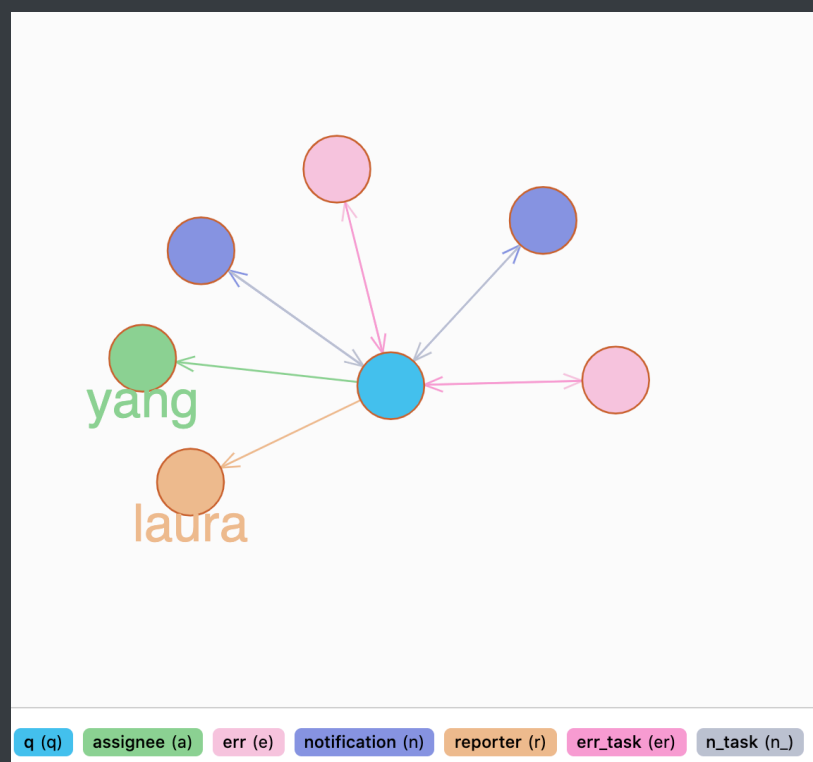 yang
laura
q (q) assignee (a) err (e) notification (n) reporter (r) err_task (er) n_task (n_)